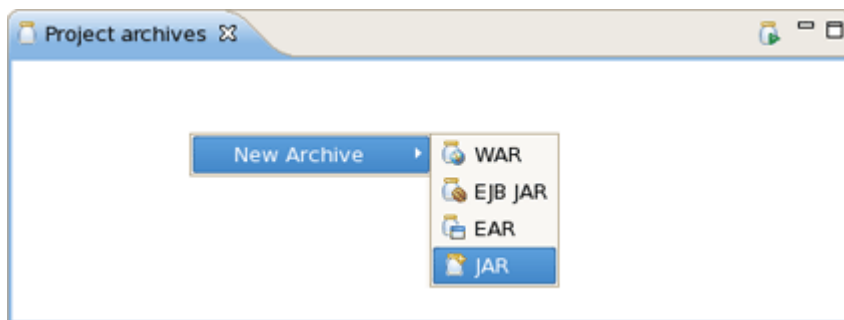 Project archives
New Archive
WAR
EJB JAR
EAR
JAR